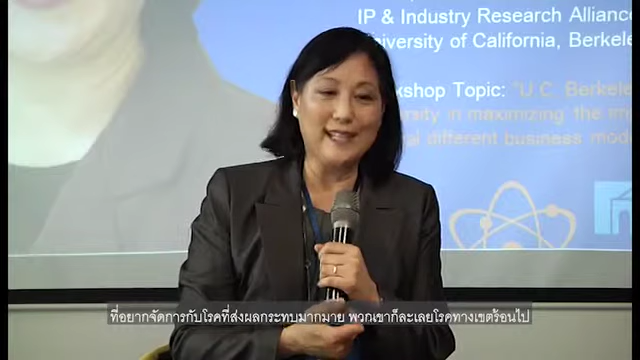 IP & Industry Research Alliance
University of California, Berkele
kshop Topic: "U.C. Berkele
rsity in maximizing the
al different business mod
ที่อยากจัดการกับโรคที่ส่งผลกระทบมากมาย พวกเขาก็ละเลยโรคทางเขตร้อนไป